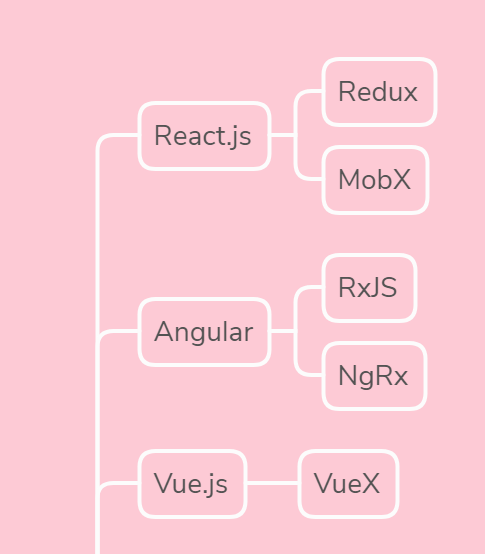 React.js
Redux
MobX
Angular
RxJS
NgRx
Vue.js
VueX